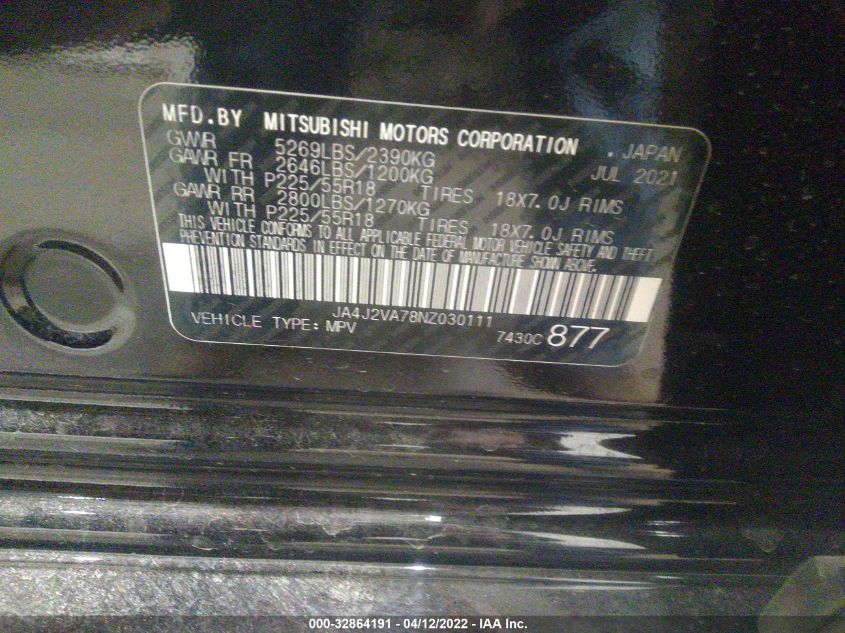 MFD.BY MITSUBISHI MOTORS CORPORATION . JAPAN
GVWR 5269LBS/2390KG JUL 2021
GAWR FR 2646LBS/1200KG
WITH P225/55R18 TIRES 18X7.0J RIMS
GAWR RR 2800LBS/1270KG
WITH P225/55R18 TIRES 18X7.0J RIMS
THIS VEHICLE CONFORMS TO ALL APPLICABLE FEDERAL MOTOR VEHICLE SAFETY AND THEFT
PREVENTION STANDARDS IN EFFECT ON THE DATE OF MANUFACTURE SHOWN ABOVE.
JA4J2VA78NZ030111
VEHICLE TYPE: MPV 7430C 877
000-32864191 - 04/12/2022 - IAA Inc.